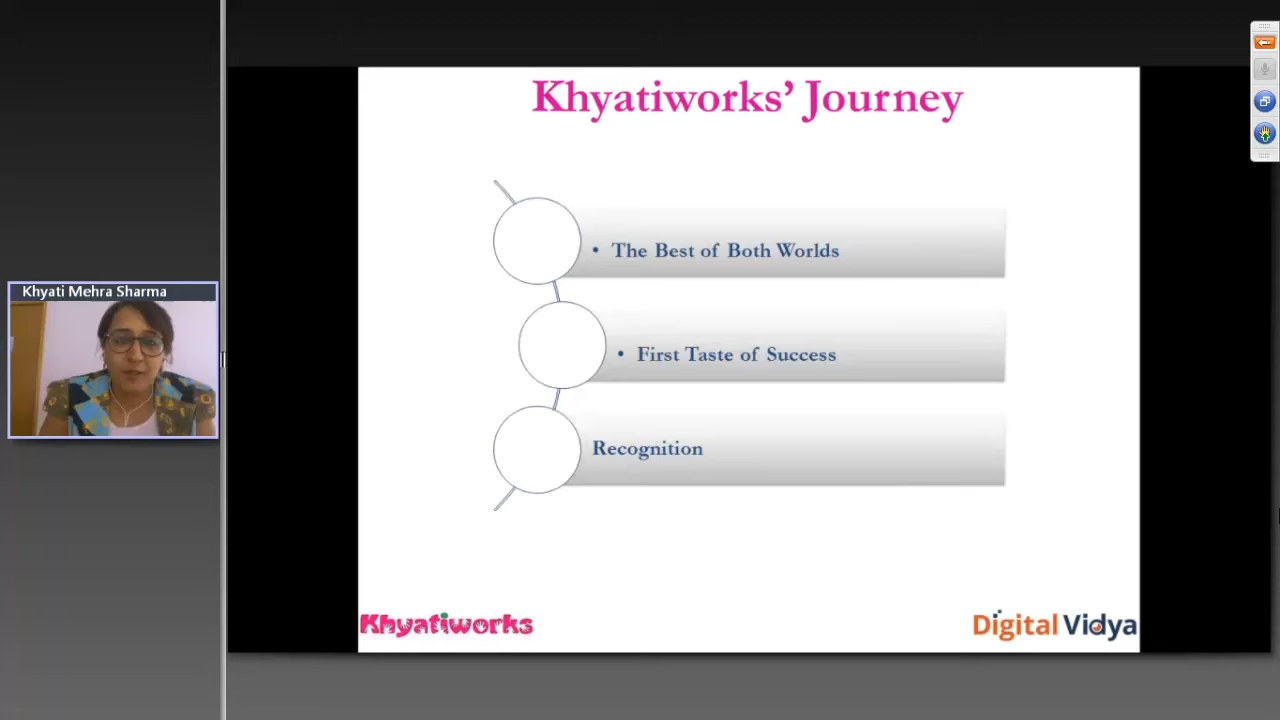 Khyatiworks’ Journey
Khyati Mehra Sharma
• The Best of Both Worlds
• First Taste of Success
Recognition
Khyatiworks
Digital Vidya